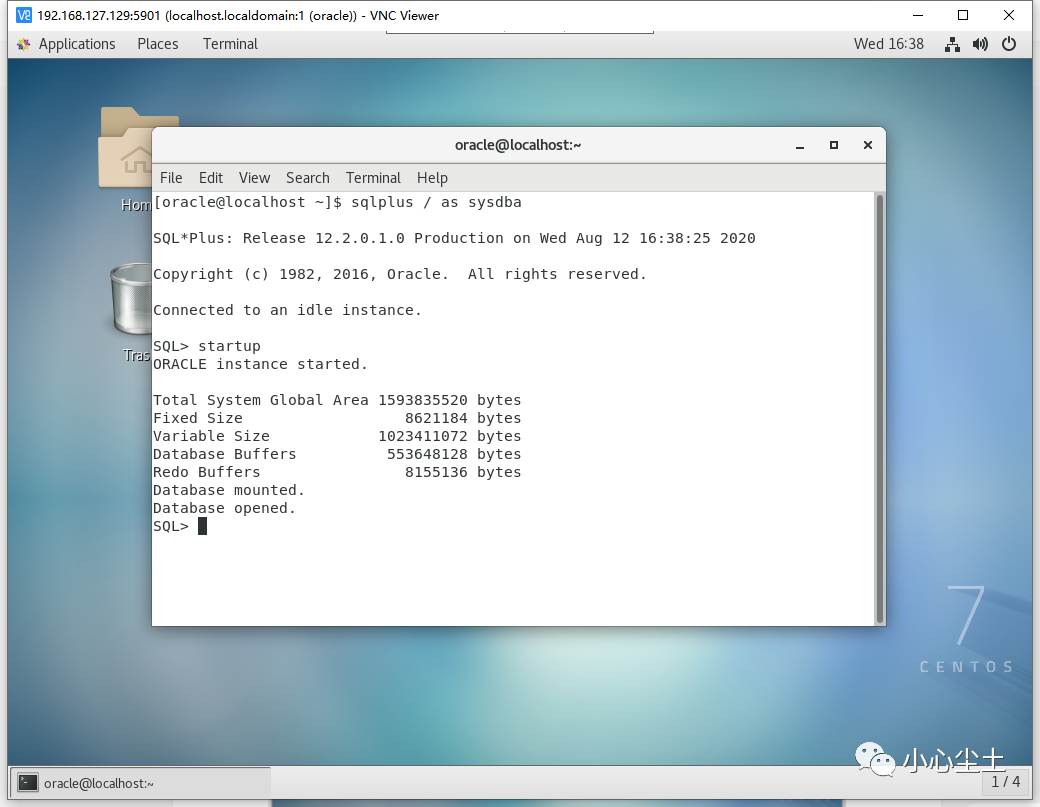 192.168.127.129:5901 (localhost.localdomain:1 (oracle)) - VNC Viewer
Applications Places Terminal Wed 16:38
oracle@localhost:~
File Edit View Search Terminal Help
Hom
Tras
[oracle@localhost ~]$ sqlplus / as sysdba
SQL*Plus: Release 12.2.0.1.0 Production on Wed Aug 12 16:38:25 2020
Copyright (c) 1982, 2016, Oracle.  All rights reserved.
Connected to an idle instance.
SQL> startup
ORACLE instance started.
Total System Global Area 1593835520 bytes
Fixed Size                  8621184 bytes
Variable Size            1023411072 bytes
Database Buffers          553648128 bytes
Redo Buffers                8155136 bytes
Database mounted.
Database opened.
SQL>
7
CENTOS
小心尘土
oracle@localhost:~
1 / 4